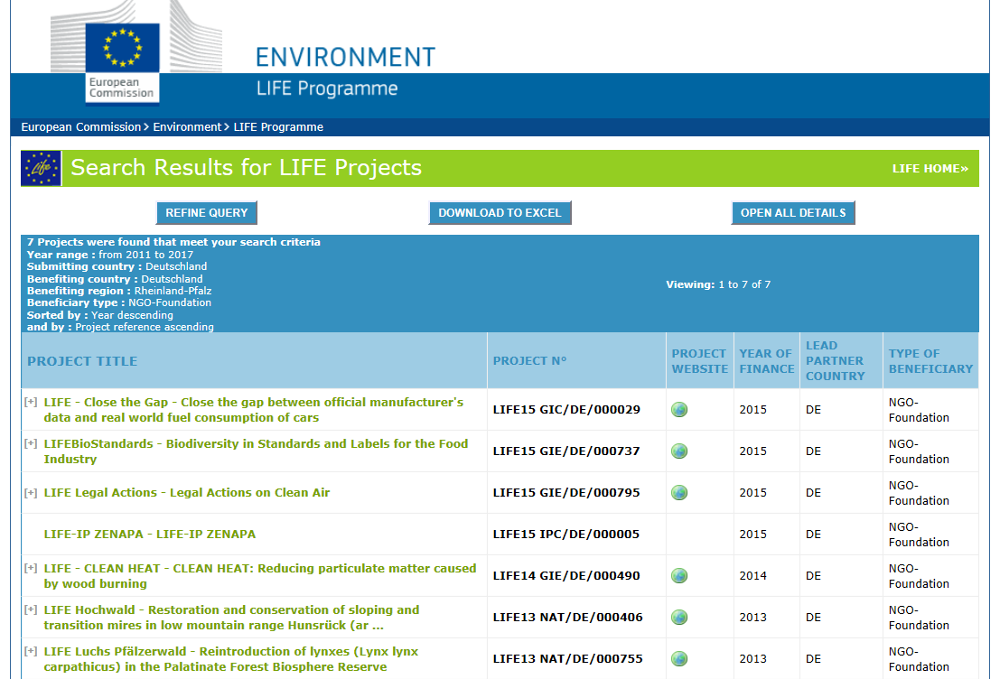 European
Commission
ENVIRONMENT
LIFE Programme
European Commission > Environment > LIFE Programme
Life
Search Results for LIFE Projects
LIFE HOME»
REFINE QUERY
DOWNLOAD TO EXCEL
OPEN ALL DETAILS
7 Projects were found that meet your search criteria
Year range : from 2011 to 2017
Submitting country : Deutschland
Benefiting country : Deutschland
Benefiting region : Rheinland-Pfalz
Beneficiary type : NGO-Foundation
Sorted by : Year descending
and by : Project reference ascending
Viewing: 1 to 7 of 7
PROJECT TITLE
PROJECT N°
PROJECT
WEBSITE
YEAR OF
FINANCE
LEAD
PARTNER
COUNTRY
TYPE OF
BENEFICIARY
[+] LIFE - Close the Gap - Close the gap between official manufacturer's
data and real world fuel consumption of cars
LIFE15 GIC/DE/000029
2015
DE
NGO-
Foundation
[+] LIFEBioStandards - Biodiversity in Standards and Labels for the Food
Industry
LIFE15 GIE/DE/000737
2015
DE
NGO-
Foundation
[+] LIFE Legal Actions - Legal Actions on Clean Air
LIFE15 GIE/DE/000795
2015
DE
NGO-
Foundation
LIFE-IP ZENAPA - LIFE-IP ZENAPA
LIFE15 IPC/DE/000005
2015
DE
NGO-
Foundation
[+] LIFE - CLEAN HEAT - CLEAN HEAT: Reducing particulate matter caused
by wood burning
LIFE14 GIE/DE/000490
2014
DE
NGO-
Foundation
[+] LIFE Hochwald - Restoration and conservation of sloping and
transition mires in low mountain range Hunsrück (ar ...
LIFE13 NAT/DE/000406
2013
DE
NGO-
Foundation
[+] LIFE Luchs Pfälzerwald - Reintroduction of lynxes (Lynx lynx
carpathicus) in the Palatinate Forest Biosphere Reserve
LIFE13 NAT/DE/000755
2013
DE
NGO-
Foundation